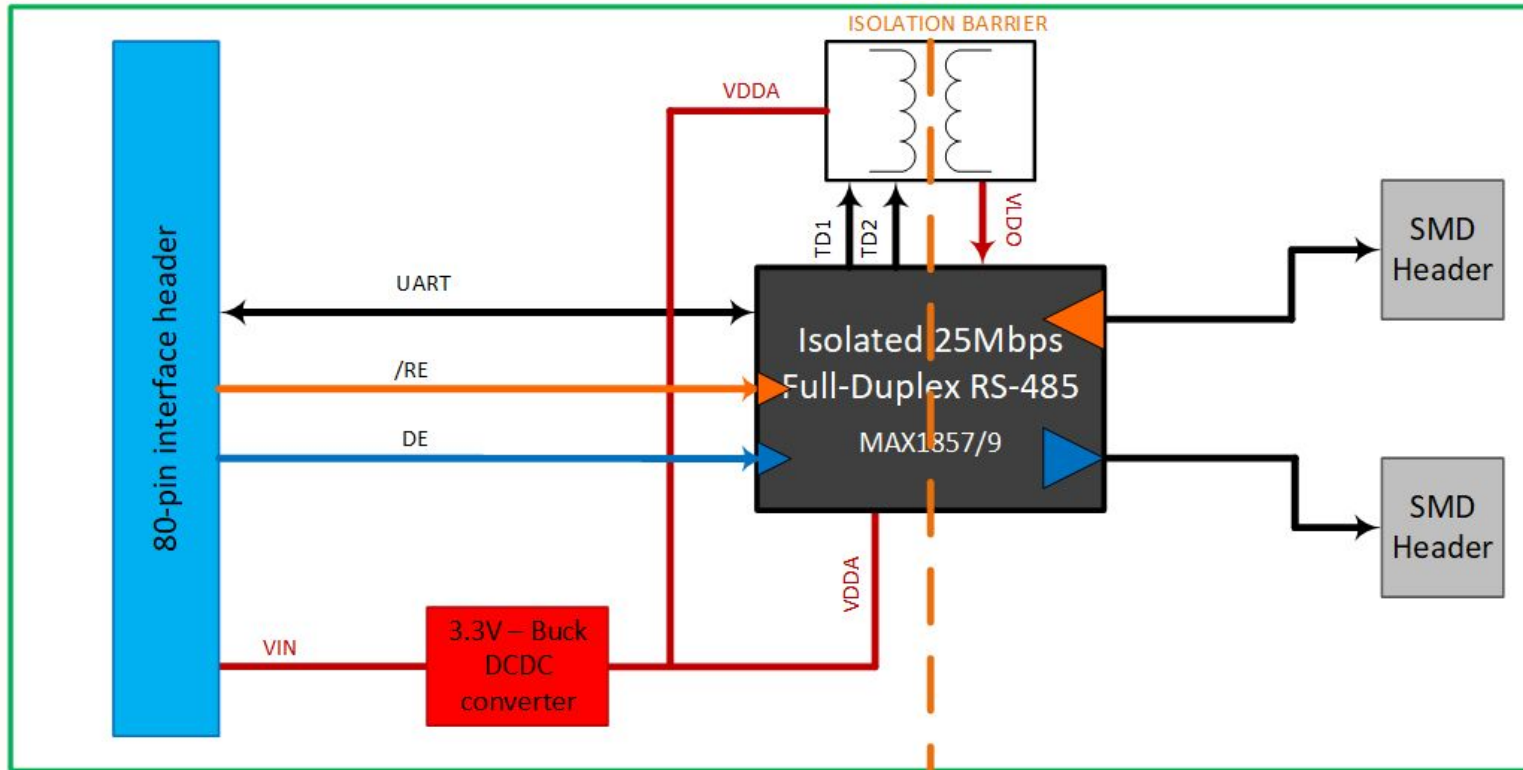 ISOLATION BARRIER
VDDA
TD1
TD2
VLDO
80-pin interface header
UART
/RE
DE
Isolated 25Mbps
Full-Duplex RS-485
MAX1857/9
SMD
Header
SMD
Header
VDDA
VIN
3.3V – Buck
DCDC
converter